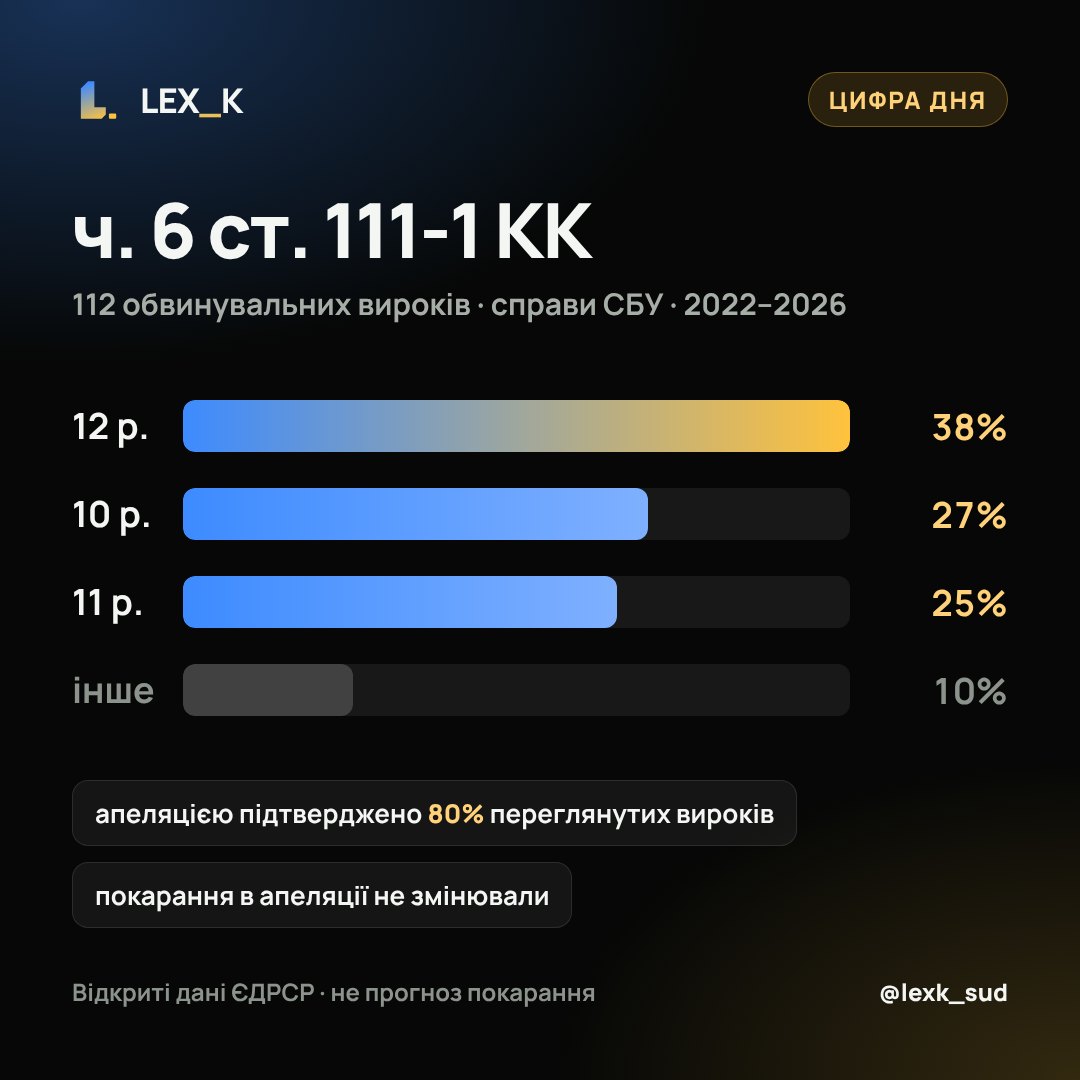 LEX_K
ЦИФРА ДНЯ
ч. 6 ст. 111-1 КК
112 обвинувальних вироків · справи СБУ · 2022–2026
12 р. 38%
10 р. 27%
11 р. 25%
інше 10%
апеляцією підтверджено 80% переглянутих вироків
покарання в апеляції не змінювали
Відкриті дані ЄДРСР · не прогноз покарання
@lexk_sud